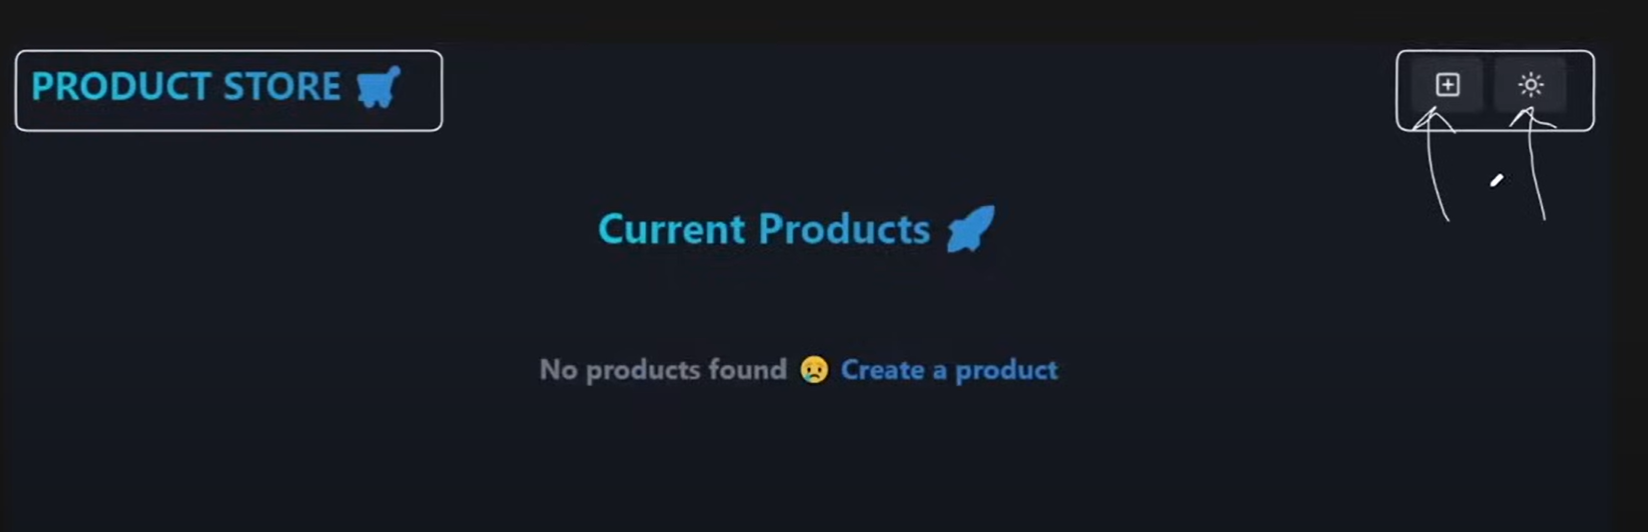 PRODUCT STORE 🛒
Current Products 🚀
No products found 😢 Create a product